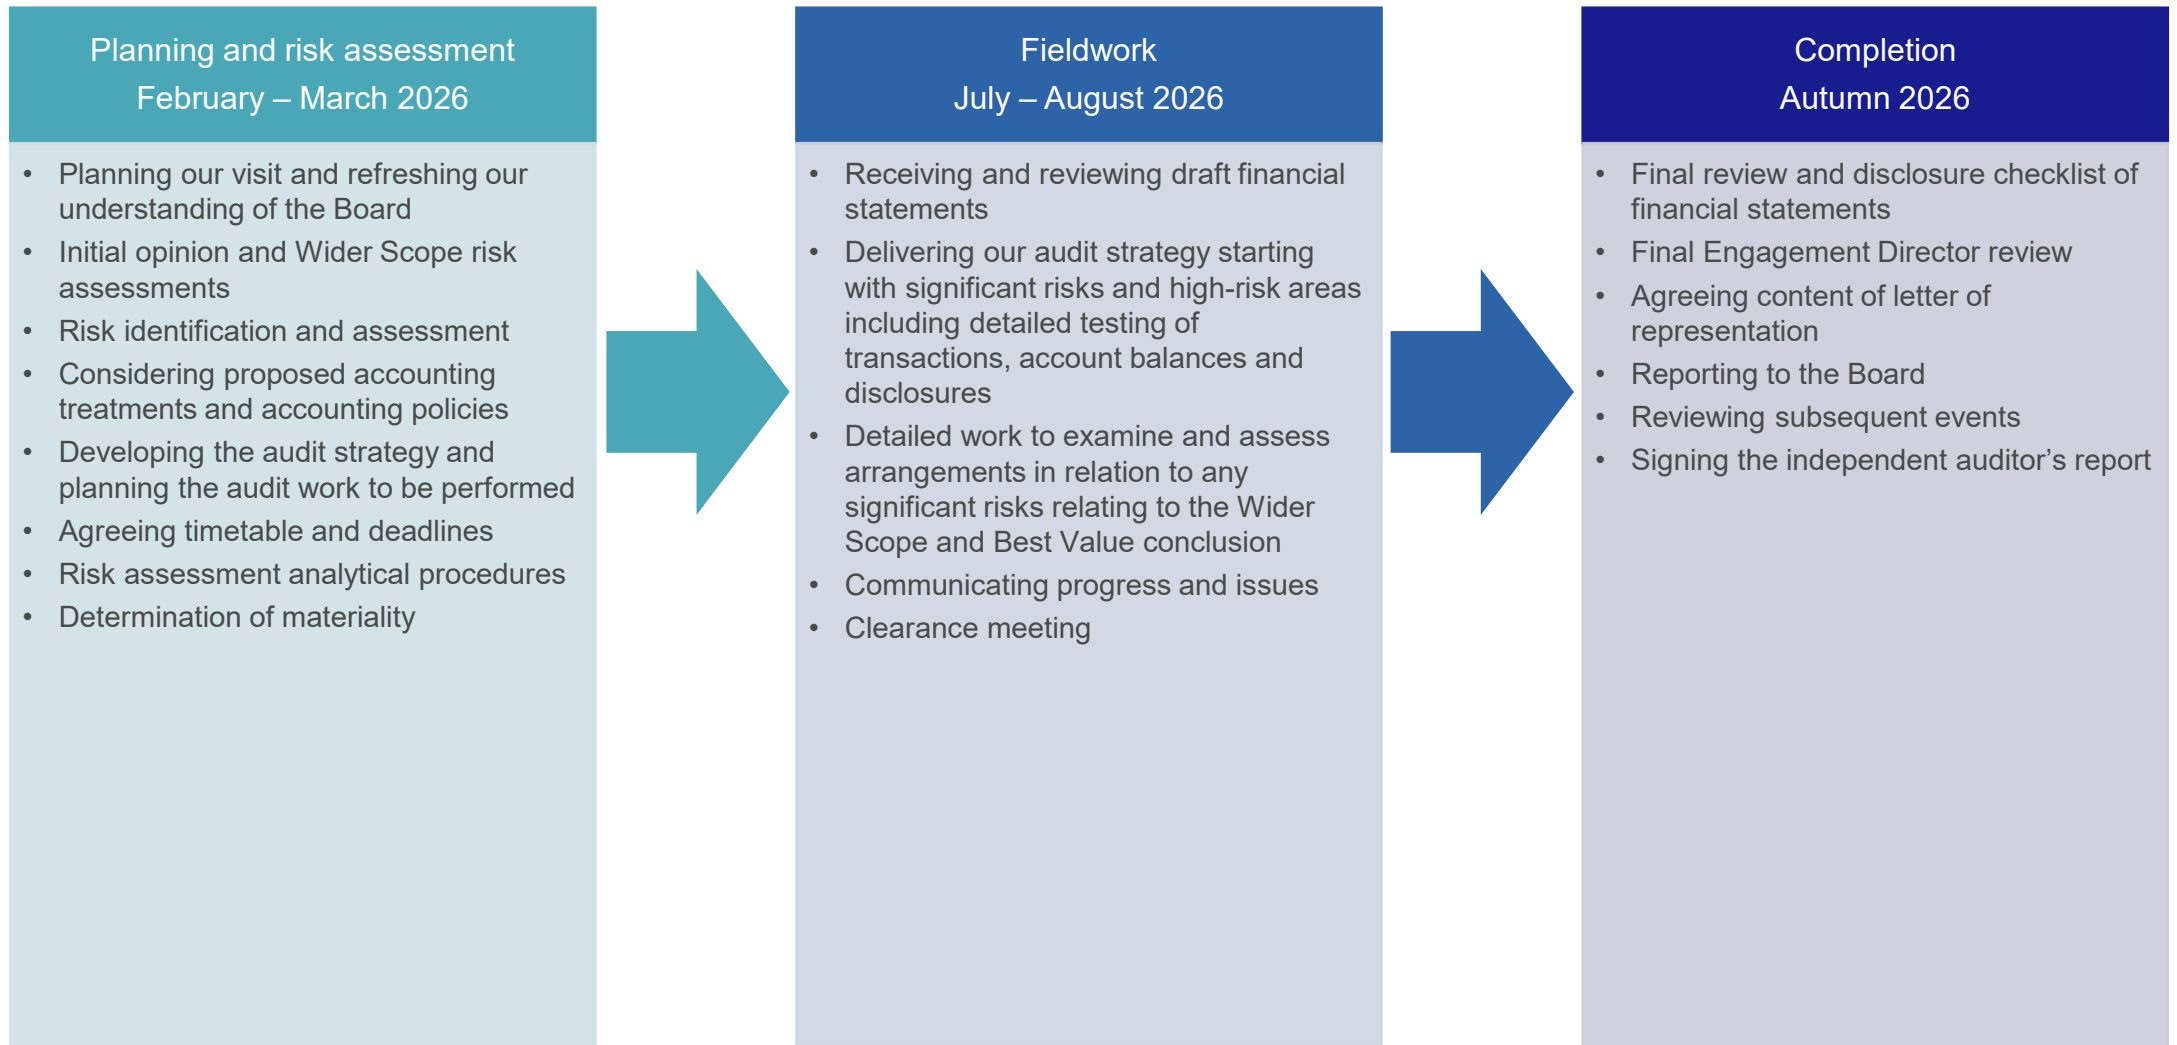 Planning and risk assessment
February – March 2026
• Planning our visit and refreshing our
understanding of the Board
• Initial opinion and Wider Scope risk
assessments
• Risk identification and assessment
• Considering proposed accounting
treatments and accounting policies
• Developing the audit strategy and
planning the audit work to be performed
• Agreeing timetable and deadlines
• Risk assessment analytical procedures
• Determination of materiality
Fieldwork
July – August 2026
• Receiving and reviewing draft financial
statements
• Delivering our audit strategy starting
with significant risks and high-risk areas
including detailed testing of
transactions, account balances and
disclosures
• Detailed work to examine and assess
arrangements in relation to any
significant risks relating to the Wider
Scope and Best Value conclusion
• Communicating progress and issues
• Clearance meeting
Completion
Autumn 2026
• Final review and disclosure checklist of
financial statements
• Final Engagement Director review
• Agreeing content of letter of
representation
• Reporting to the Board
• Reviewing subsequent events
• Signing the independent auditor’s report